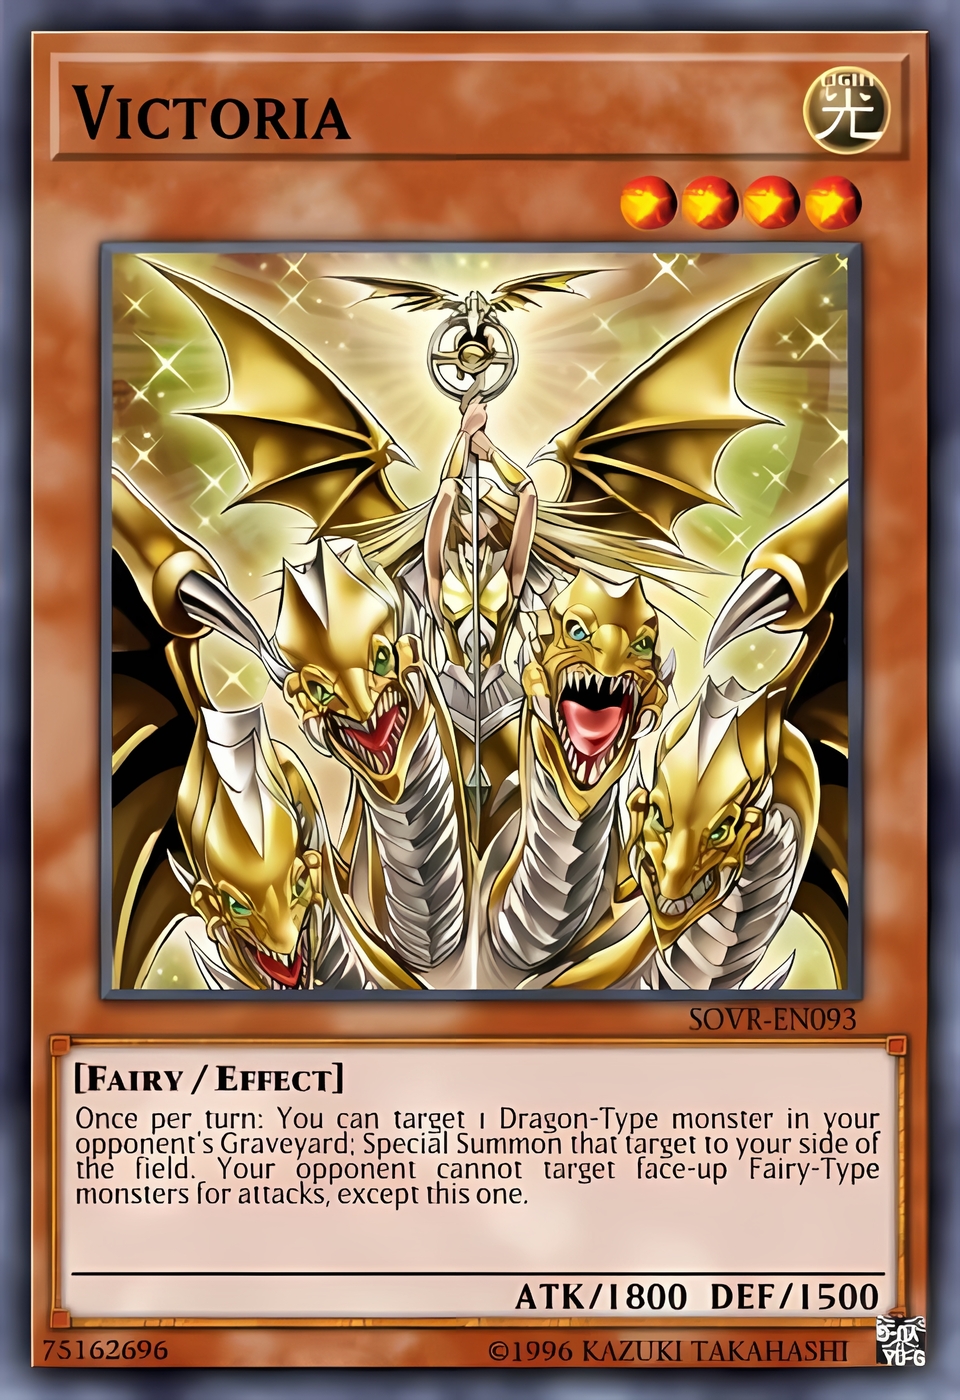 Victoria
光
SOVR-EN093
[Fairy / Effect]
Once per turn: You can target 1 Dragon-Type monster in your
opponent's Graveyard; Special Summon that target to your side of
the field. Your opponent cannot target face-up Fairy-Type
monsters for attacks, except this one.
ATK/1800 DEF/1500
75162696
©1996 KAZUKI TAKAHASHI